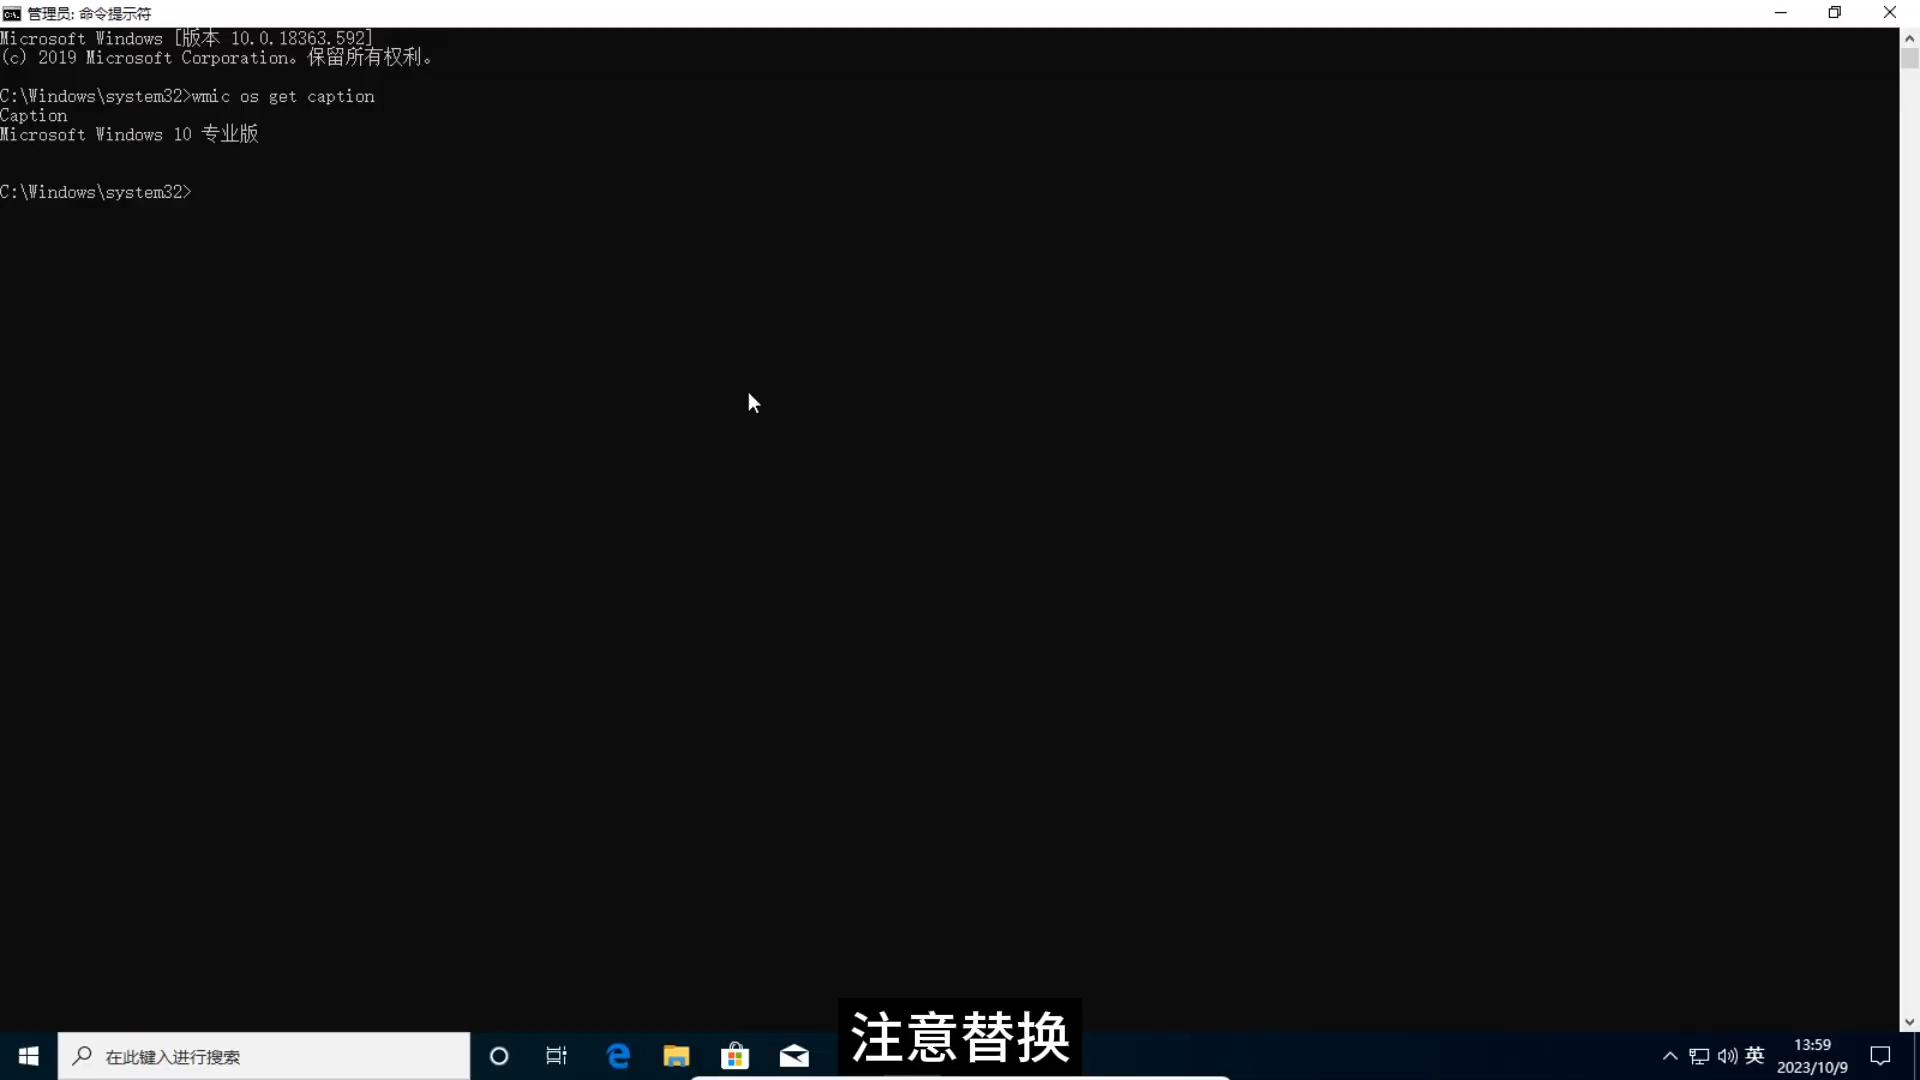 管理员: 命令提示符
Microsoft Windows [版本 10.0.18363.592]
(c) 2019 Microsoft Corporation。保留所有权利。
C:\Windows\system32>wmic os get caption
Caption
Microsoft Windows 10 专业版
C:\Windows\system32>
注意替换
在此键入进行搜索
英
13:59
2023/10/9